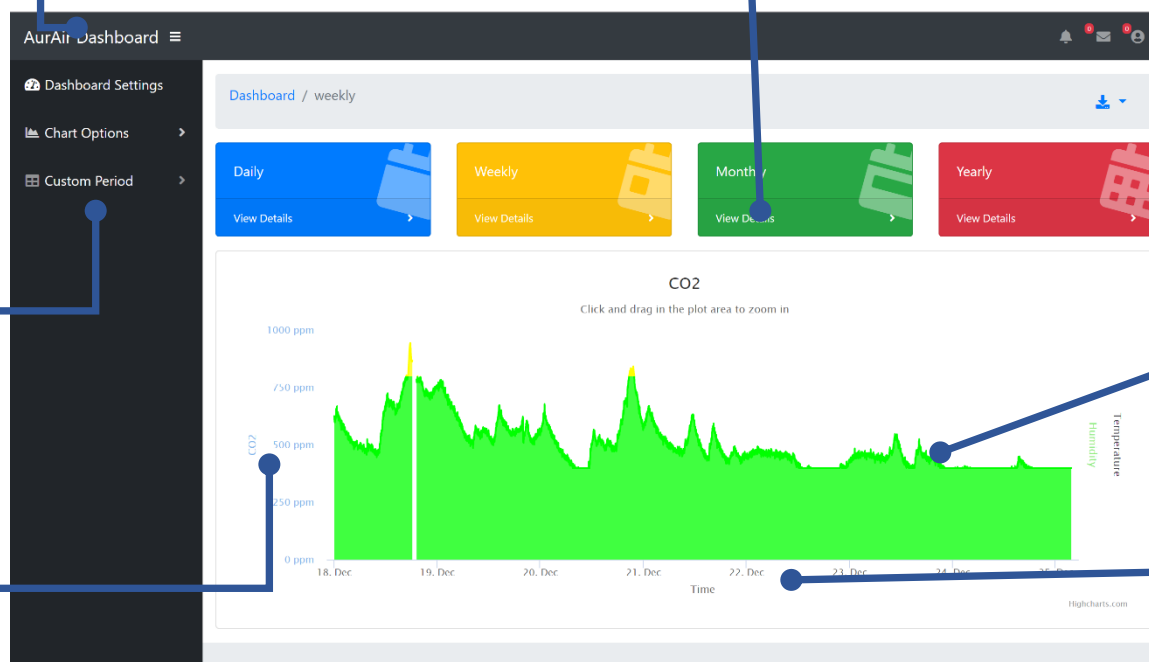 AurAir Dashboard
0 0
Dashboard Settings
Dashboard / weekly
Chart Options
Custom Period
Daily
Weekly
Monthly
Yearly
View Details
View Details
View Details
View Details
CO2
Click and drag in the plot area to zoom in
1000 ppm
750 ppm
500 ppm
250 ppm
0 ppm
CO2
Humidity
Temperature
18. Dec
19. Dec
20. Dec
21. Dec
22. Dec
23. Dec
24. Dec
25. Dec
Time
Highcharts.com